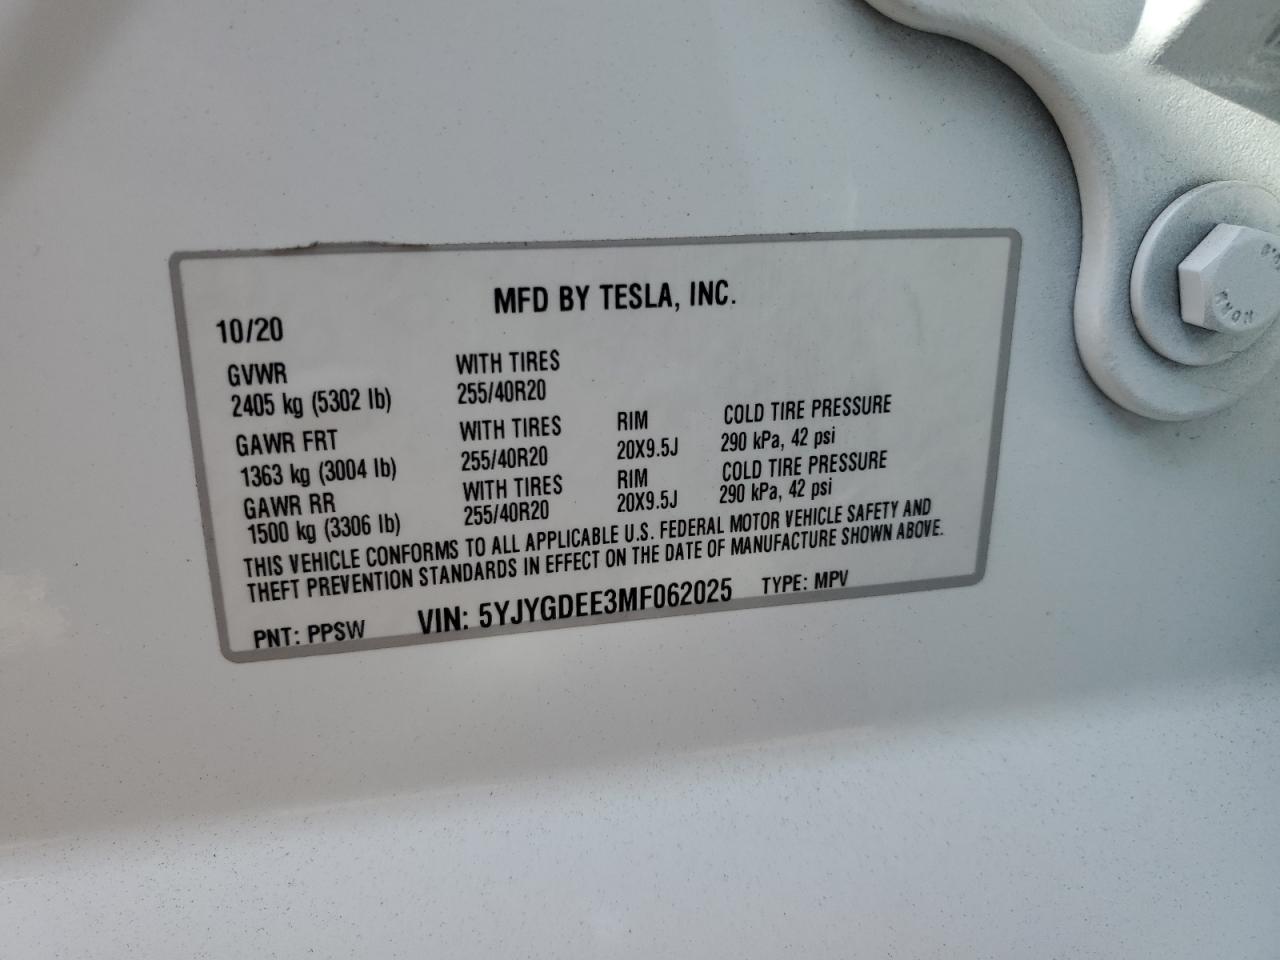 MFD BY TESLA, INC.
10/20
GVWR WITH TIRES
2405 kg (5302 lb) 255/40R20
GAWR FRT WITH TIRES RIM COLD TIRE PRESSURE
1363 kg (3004 lb) 255/40R20 20X9.5J 290 kPa, 42 psi
GAWR RR WITH TIRES RIM COLD TIRE PRESSURE
1500 kg (3306 lb) 255/40R20 20X9.5J 290 kPa, 42 psi
THIS VEHICLE CONFORMS TO ALL APPLICABLE U.S. FEDERAL MOTOR VEHICLE SAFETY AND
THEFT PREVENTION STANDARDS IN EFFECT ON THE DATE OF MANUFACTURE SHOWN ABOVE.
PNT: PPSW VIN: 5YJYGDEE3MF062025 TYPE: MPV